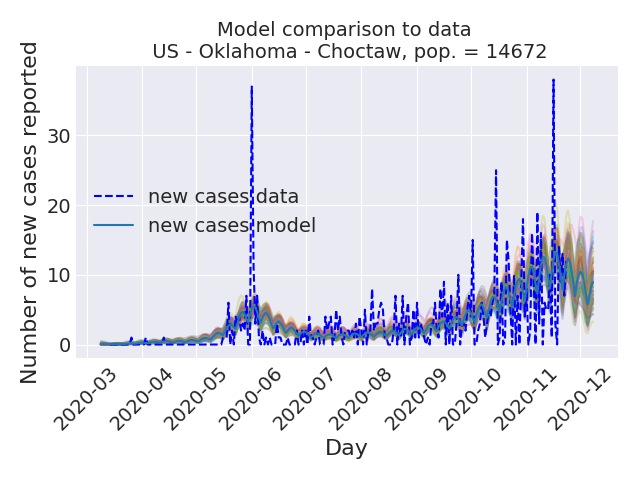 Model comparison to data
US - Oklahoma - Choctaw, pop. = 14672
Number of new cases reported
30
20
10
0
new cases data
new cases model
2020-03
2020-04
2020-05
2020-06
2020-07
2020-08
2020-09
2020-10
2020-11
2020-12
Day